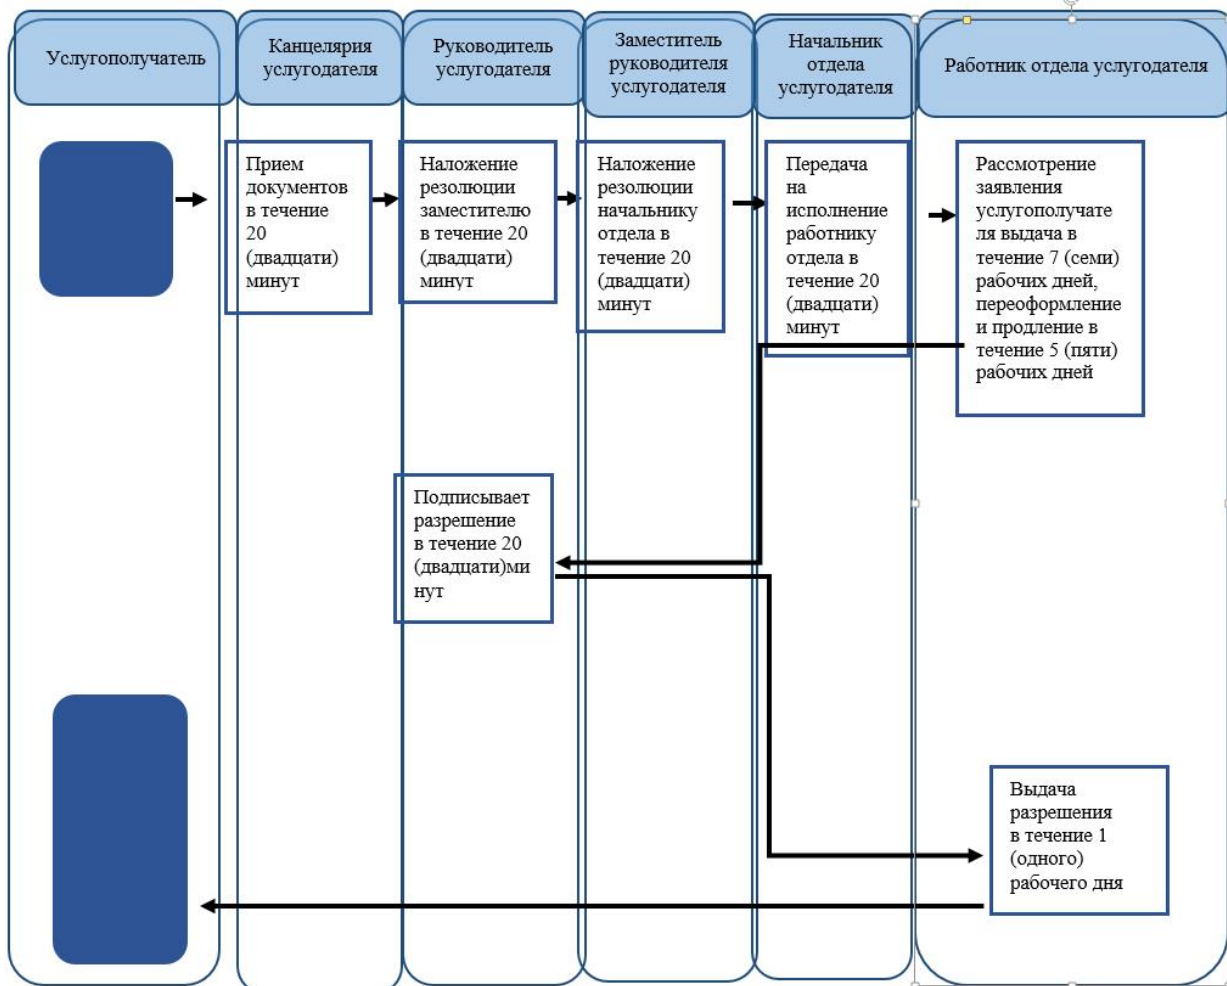 Услугополучатель
Канцелярия
услугодателя
Руководитель
услугодателя
Заместитель
руководителя
услугодателя
Начальник
отдела
услугодателя
Работник отдела услугодателя
Прием
документов
в течение
20
(двадцати)
минут
Наложение
резолюции
заместителю
в течение 20
(двадцати)
минут
Наложение
резолюции
начальнику
отдела в
течение 20
(двадцати)
минут
Передача
на
исполнение
работнику
отдела в
течение 20
(двадцати)
минут
Рассмотрение
заявления
услугополучате
ля выдача в
течение 7 (семи)
рабочих дней,
переоформление
и продление в
течение 5 (пяти)
рабочих дней
Подписывает
разрешение
в течение 20
(двадцати)ми
нут
Выдача
разрешения
в течение 1
(одного)
рабочего дня